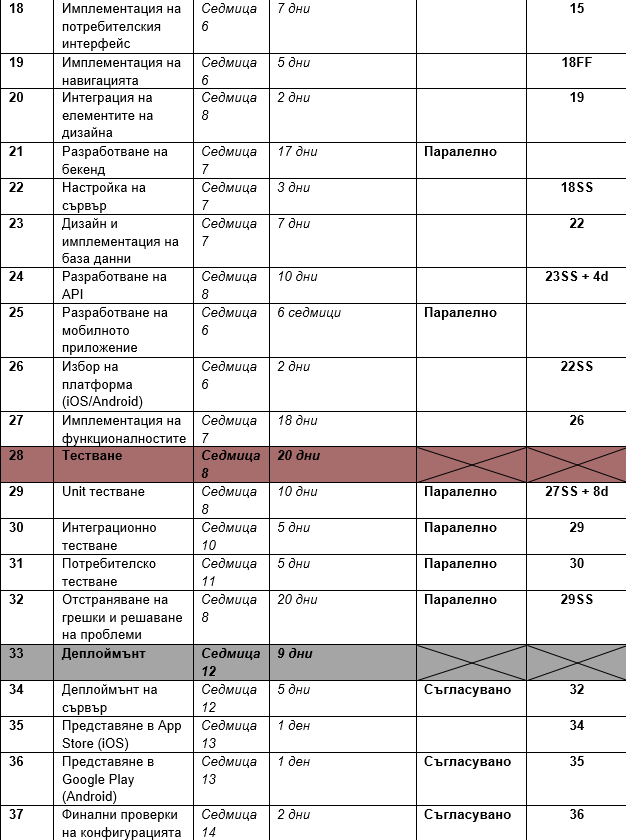 18 Имплементация на Седмица 7 дни 15
потребителския 6
интерфейс
19 Имплементация на Седмица 5 дни 18FF
навигацията 6
20 Интеграция на Седмица 2 дни 19
елементите на 8
дизайна
21 Разработване на Седмица 17 дни Паралелно
бекенд 7
22 Настройка на Седмица 3 дни 18SS
сървър 7
23 Дизайн и Седмица 7 дни 22
имплементация на 7
база данни
24 Разработване на Седмица 10 дни 23SS + 4d
API 8
25 Разработване на Седмица 6 седмици Паралелно
мобилното 6
приложение
26 Избор на Седмица 2 дни 22SS
платформа 6
(iOS/Android)
27 Имплементация на Седмица 18 дни 26
функционалностите 7
28 Тестване Седмица 20 дни
8
29 Unit тестване Седмица 10 дни Паралелно 27SS + 8d
8
30 Интеграционно Седмица 5 дни Паралелно 29
тестване 10
31 Потребителско Седмица 5 дни Паралелно 30
тестване 11
32 Отстраняване на Седмица 20 дни Паралелно 29SS
грешки и решаване 8
на проблеми
33 Деплоймънт Седмица 9 дни
12
34 Деплоймънт на Седмица 5 дни Съгласувано 32
сървър 12
35 Представяне в App Седмица 1 ден 34
Store (iOS) 13
36 Представяне в Седмица 1 ден Съгласувано 35
Google Play 13
(Android)
37 Финални проверки Седмица 2 дни Съгласувано 36
на конфигурацията 14